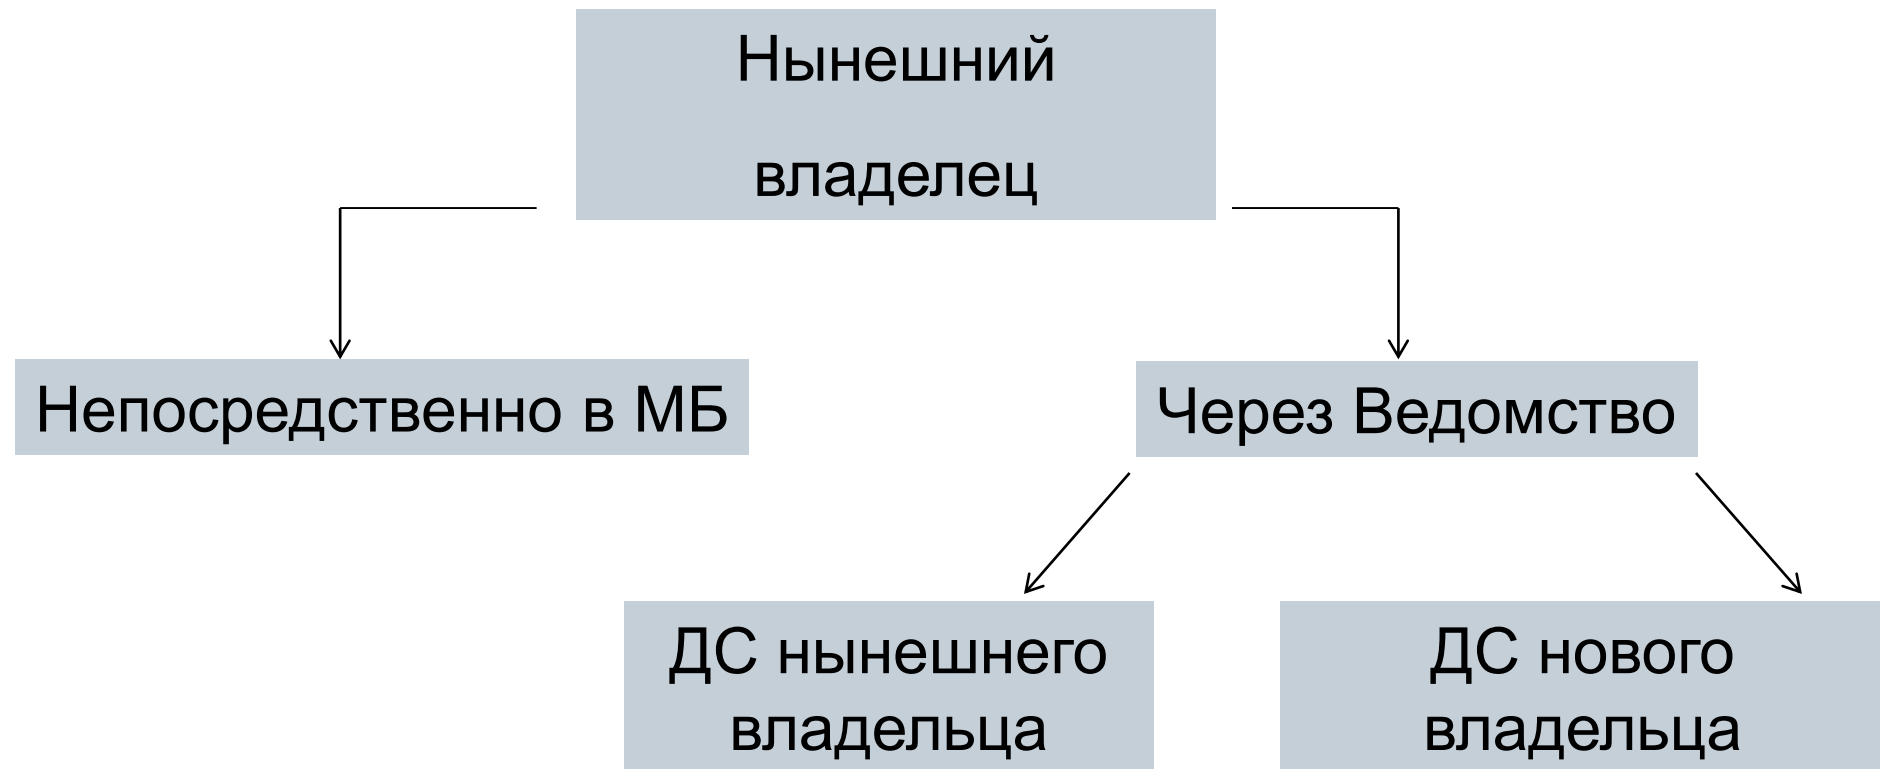 Нынешний
владелец
Непосредственно в МБ
Через Ведомство
ДС нынешнего
владельца
ДС нового
владельца